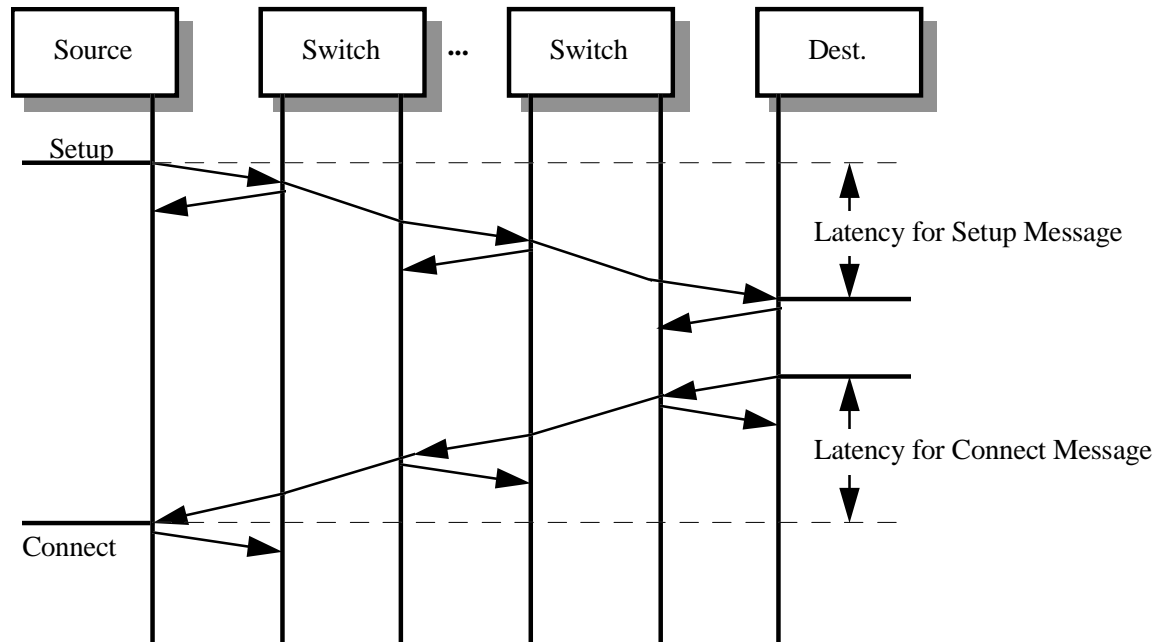 Source
Switch
...
Switch
Dest.
Setup
Latency for Setup Message
Latency for Connect Message
Connect